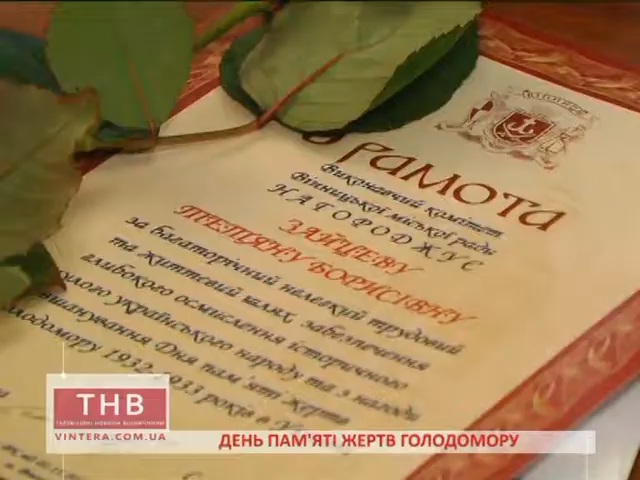 Грамота
Виконавчий комітет
Вінницької міської ради
НАГОРОДЖУЄ
ЗАЙЦЕВУ
ТЕТЯНУ БОРИСІВНУ
за багаторічний нелегкий трудовий
та життєвий шлях, забезпечення
глибокого осмислення історичного
українського народу та з нагоди
вшанування Дня пам'яті жертв
Голодомору 1932-1933 років в
ТНВ
VINTERA.COM.UA
ДЕНЬ ПАМ'ЯТІ ЖЕРТВ ГОЛОДОМОРУ